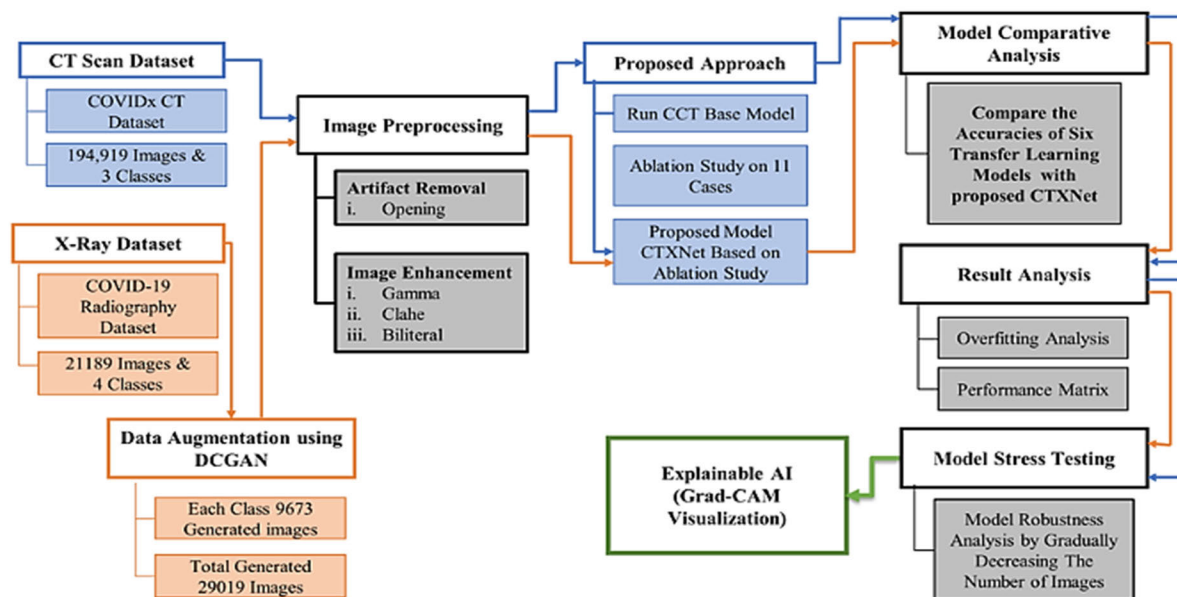 CT Scan Dataset
COVIDx CT
Dataset
194,919 Images &
3 Classes
X-Ray Dataset
COVID-19
Radiography
Dataset
21189 Images &
4 Classes
Data Augmentation using
DCGAN
Each Class 9673
Generated images
Total Generated
29019 Images
Image Preprocessing
Artifact Removal
i. Opening
Image Enhancement
i. Gamma
ii. Clahe
iii. Biliteral
Proposed Approach
Run CCT Base Model
Ablation Study on 11
Cases
Proposed Model
CTXNet Based on
Ablation Study
Model Comparative
Analysis
Compare the
Accuracies of Six
Transfer Learning
Models with
proposed CTXNet
Result Analysis
Overfitting Analysis
Performance Matrix
Model Stress Testing
Model Robustness
Analysis by Gradually
Decreasing The
Number of Images
Explainable AI
(Grad-CAM
Visualization)